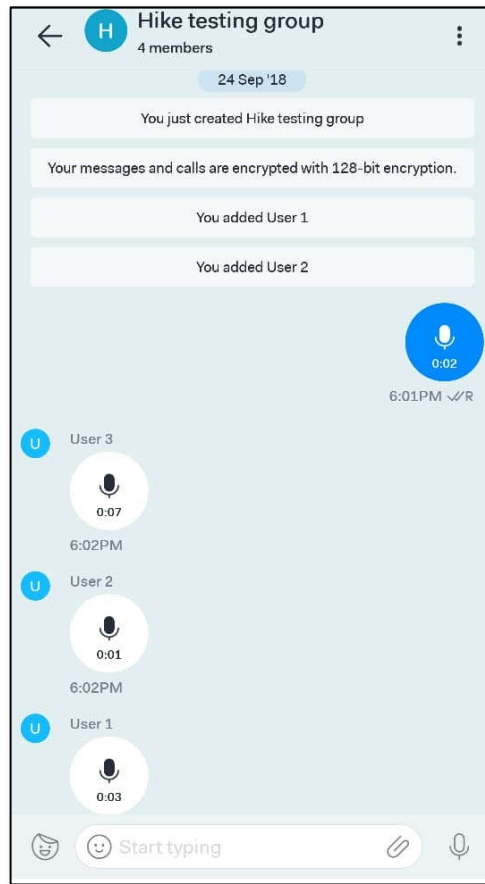 H
Hike testing group
4 members
24 Sep '18
You just created Hike testing group
Your messages and calls are encrypted with 128-bit encryption.
You added User 1
You added User 2
0:02
6:01PM ✓✓R
U
User 3
0:07
6:02PM
U
User 2
0:01
6:02PM
U
User 1
0:03
Start typing